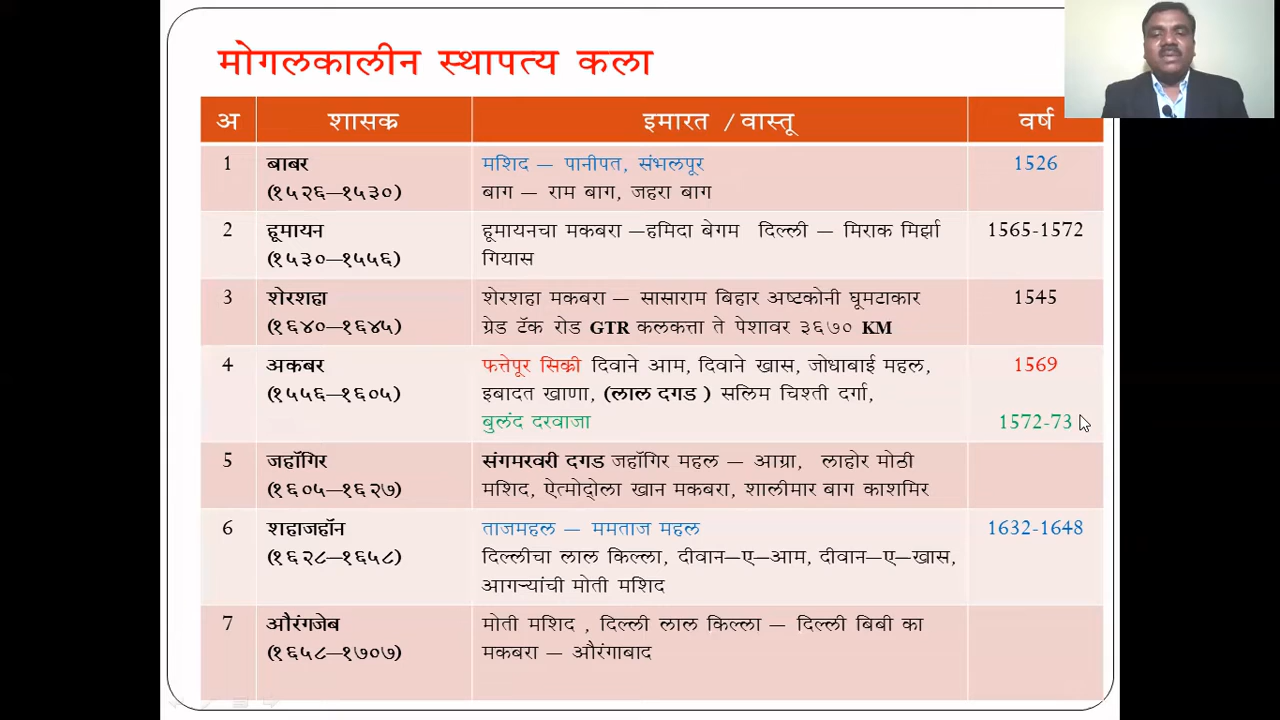 मोगलकालीन स्थापत्य कला
अ शासक इमारत / वास्तू वर्ष
1 बाबर मशिद – पानीपत, संभलपूर 1526
(१५२६–१५३०) बाग – राम बाग, जहरा बाग
2 हूमायन हूमायनचा मकबरा –हमिदा बेगम दिल्ली – मिराक मिर्झा 1565-1572
(१५३०–१५५६) गियास
3 शेरशहा शेरशहा मकबरा – सासाराम बिहार अष्टकोनी घूमटाकार 1545
(१६४०–१६४५) ग्रेड टॅक रोड GTR कलकत्ता ते पेशावर ३६७० KM
4 अकबर फत्तेपूर सिक्री दिवाने आम, दिवाने खास, जोधाबाई महल, 1569
(१५५६–१६०५) इबादत खाणा, (लाल दगड ) सलिम चिश्ती दर्गा,
बुलंद दरवाजा 1572-73
5 जहॉगिर संगमरवरी दगड जहॉगिर महल – आग्रा, लाहोर मोठी
(१६०५–१६२७) मशिद, ऐत्मोद्दोला खान मकबरा, शालीमार बाग काशमिर
6 शहाजहॉन ताजमहल – ममताज महल 1632-1648
(१६२८–१६५८) दिल्लीचा लाल किल्ला, दीवान–ए–आम, दीवान–ए–खास,
आगऱ्यांची मोती मशिद
7 औरंगजेब मोती मशिद , दिल्ली लाल किल्ला – दिल्ली बिबी का
(१६५८–१७०७) मकबरा – औरंगाबाद